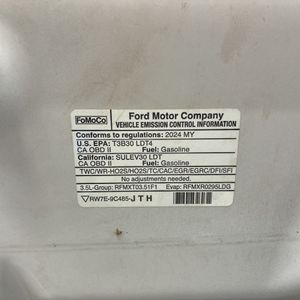 FoMoCo
Ford Motor Company
VEHICLE EMISSION CONTROL INFORMATION
Conforms to regulations: 2024 MY
U.S. EPA: T3B30 LDT4
CA OBD II Fuel: Gasoline
California: SULEV30 LDT
CA OBD II Fuel: Gasoline
TWC/WR-HO2S/HO2S/TC/CAC/EGR/EGRC/DFI/SFI
No adjustments needed.
3.5L-Group: RFMXT03.51F1 Evap: RFMXR0295LDG
RW7E-9C485-JTH